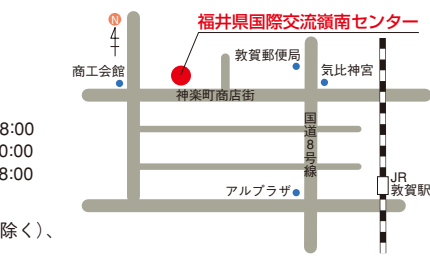 福井県国際交流嶺南センター
N
敦賀郵便局
商工会館
気比神宮
神楽町商店街
国道8号線
8:00
0:00
8:00
JR
敦賀駅
アルプラザ
除く）、